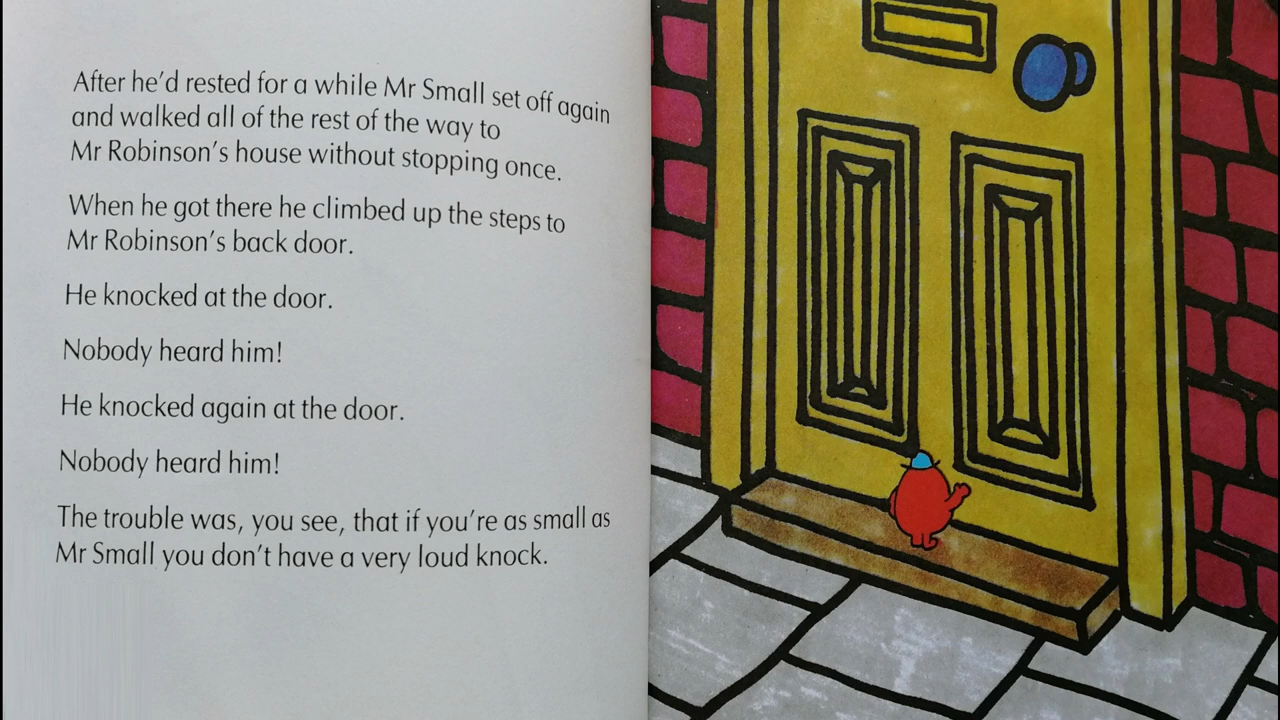 After he'd rested for a while Mr Small set off again
and walked all of the rest of the way to
Mr Robinson's house without stopping once.
When he got there he climbed up the steps to
Mr Robinson's back door.
He knocked at the door.
Nobody heard him!
He knocked again at the door.
Nobody heard him!
The trouble was, you see, that if you're as small as
Mr Small you don't have a very loud knock.